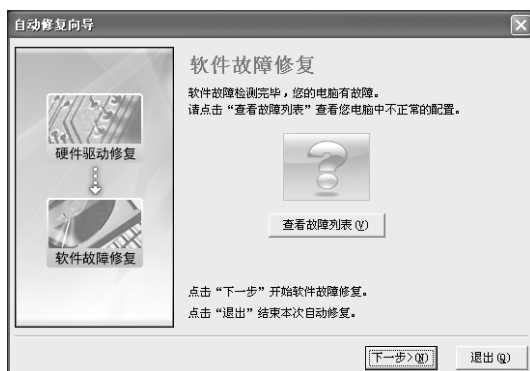 自动修复向导
硬件驱动修复
软件故障修复
软件故障修复
软件故障检测完毕，您的电脑有故障。
请点击“查看故障列表”查看您电脑中不正常的配置。
查看故障列表(V)
点击“下一步”开始软件故障修复。
点击“退出”结束本次自动修复。
下一步>(N)
退出(Q)